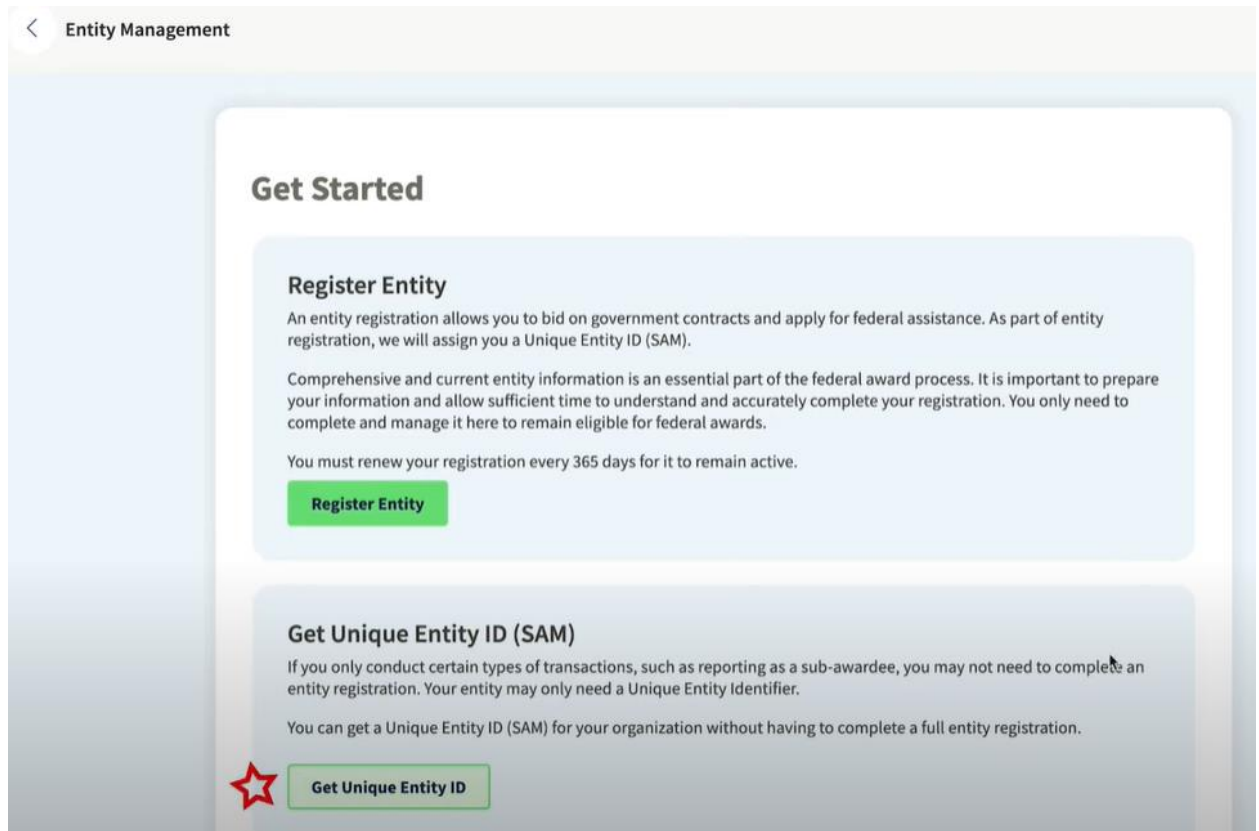 Entity Management
Get Started
Register Entity
An entity registration allows you to bid on government contracts and apply for federal assistance. As part of entity
registration, we will assign you a Unique Entity ID (SAM).
Comprehensive and current entity information is an essential part of the federal award process. It is important to prepare
your information and allow sufficient time to understand and accurately complete your registration. You only need to
complete and manage it here to remain eligible for federal awards.
You must renew your registration every 365 days for it to remain active.
Register Entity
Get Unique Entity ID (SAM)
If you only conduct certain types of transactions, such as reporting as a sub-awardee, you may not need to complete an
entity registration. Your entity may only need a Unique Entity Identifier.
You can get a Unique Entity ID (SAM) for your organization without having to complete a full entity registration.
Get Unique Entity ID